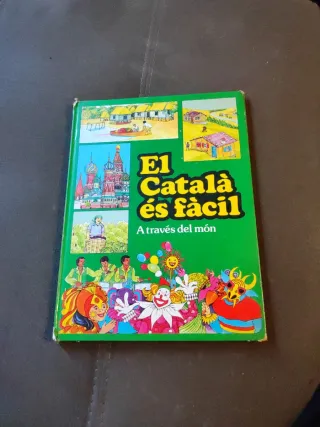 El
Català
és fàcil
A través del món